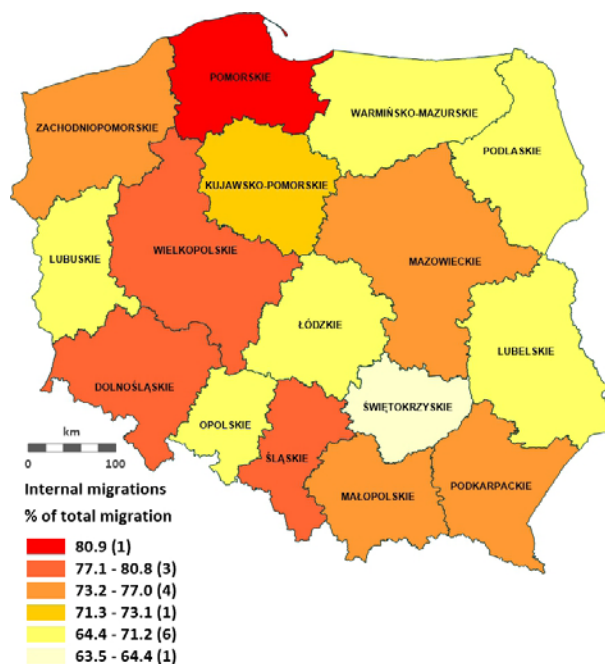 POMORSKIE
ZACHODNIOPOMORSKIE
WARMIŃSKO-MAZURSKIE
PODLASKIE
KUJAWSKO-POMORSKIE
WIELKOPOLSKIE
LUBUSKIE
MAZOWIECKIE
ŁÓDZKIE
LUBELSKIE
DOLNOŚLĄSKIE
ŚWIĘTOKRZYSKIE
OPOLSKIE
ŚLĄSKIE
MAŁOPOLSKIE
PODKARPACKIE
km
0 100
Internal migrations
% of total migration
80.9 (1)
77.1 - 80.8 (3)
73.2 - 77.0 (4)
71.3 - 73.1 (1)
64.4 - 71.2 (6)
63.5 - 64.4 (1)